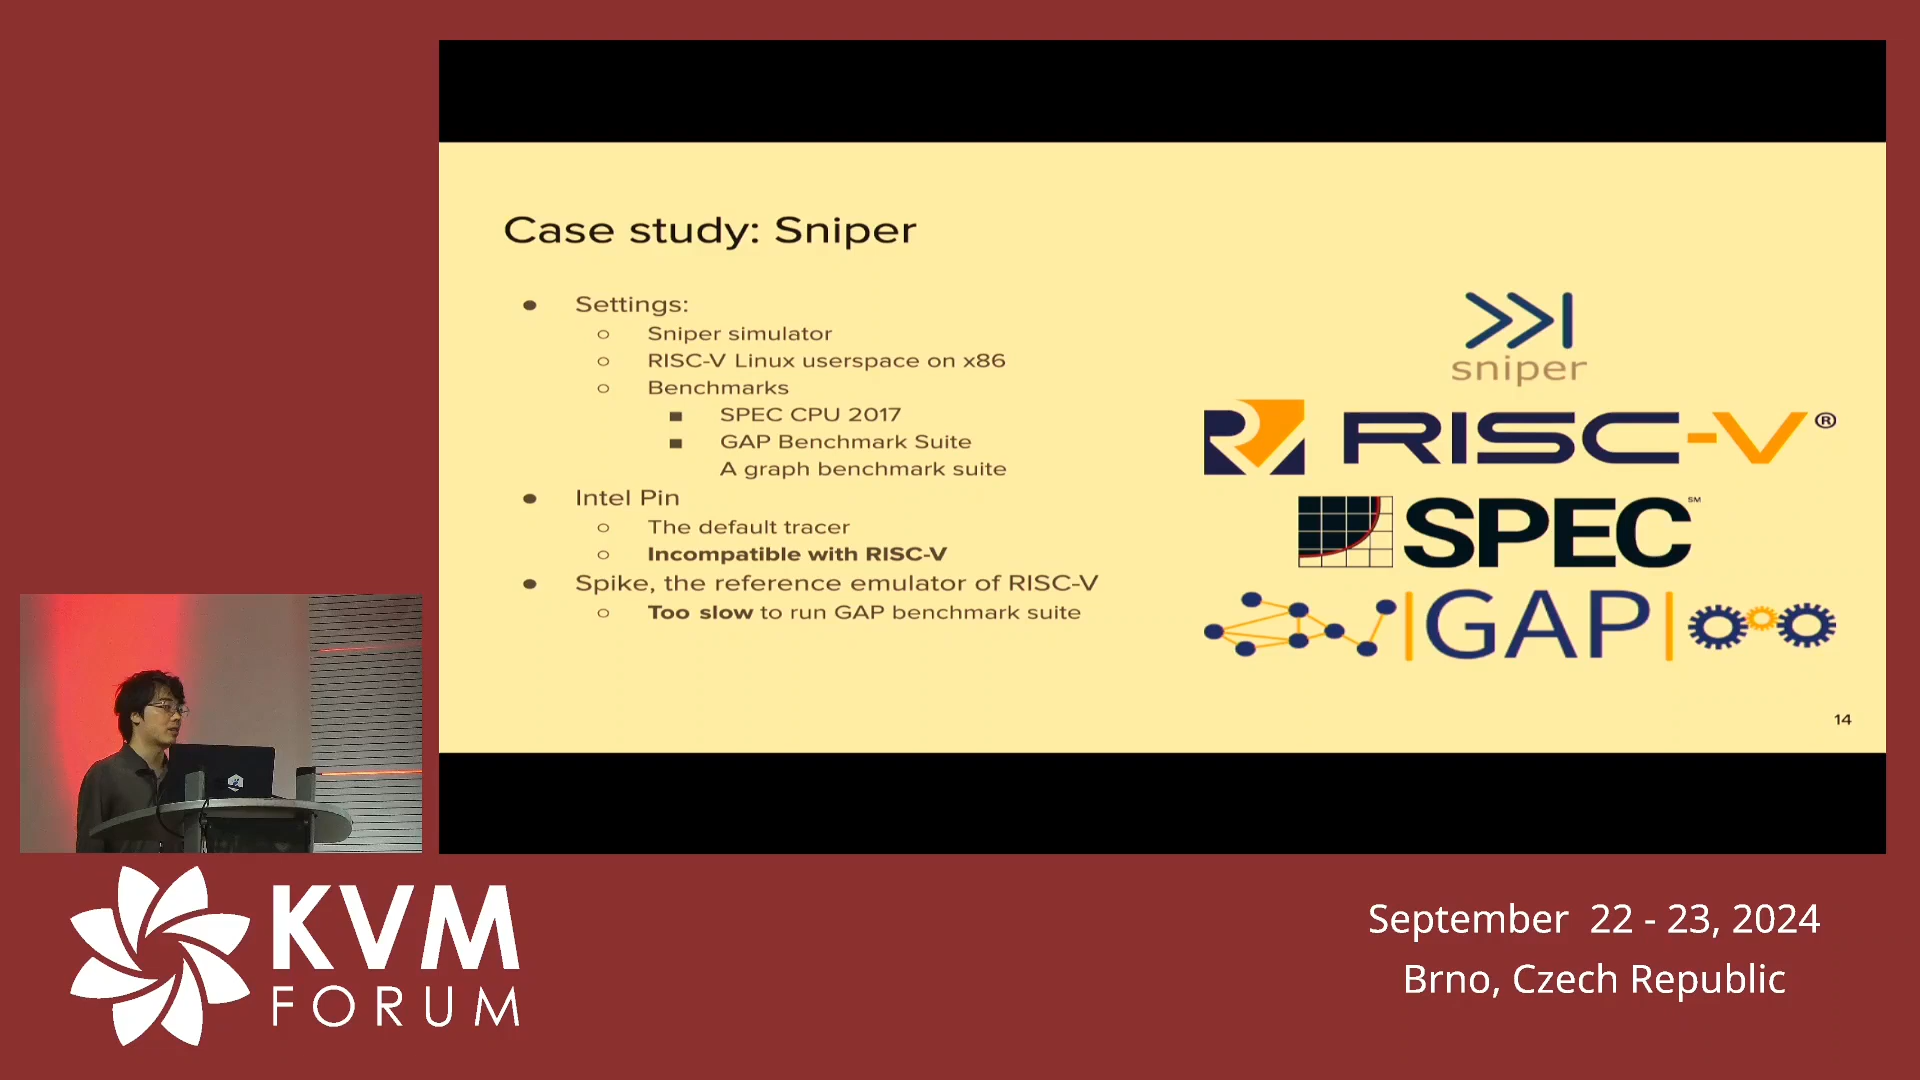 Case study: Sniper
● Settings:
○ Sniper simulator
○ RISC-V Linux userspace on x86
○ Benchmarks
■ SPEC CPU 2017
■ GAP Benchmark Suite
A graph benchmark suite
● Intel Pin
○ The default tracer
○ Incompatible with RISC-V
● Spike, the reference emulator of RISC-V
○ Too slow to run GAP benchmark suite
sniper
RISC-V®
SPEC℠
GAP
14
KVM
FORUM
September 22 - 23, 2024
Brno, Czech Republic